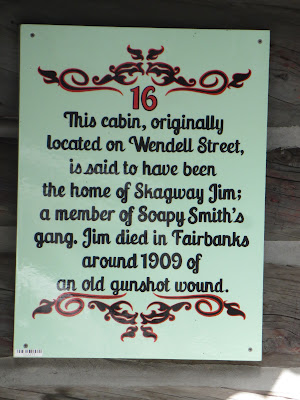 16
This cabin, originally
located on Wendell Street,
is said to have been
the home of Skagway Jim;
a member of Soapy Smith's
gang. Jim died in Fairbanks
around 1909 of
an old gunshot wound.